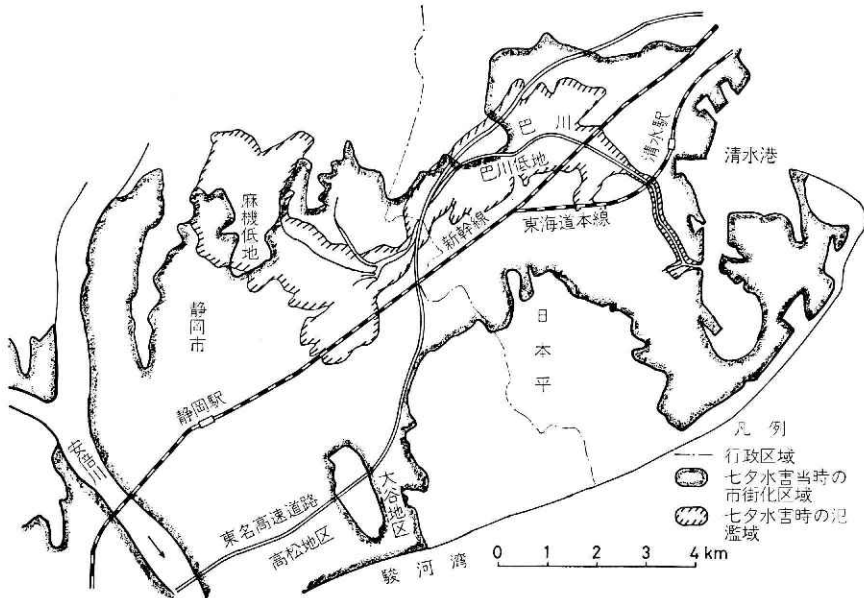 巴川
清水駅
清水港
巴川低地
麻機低地
東海道本線
新幹線
静岡市
日本平
静岡駅
安倍川
大谷地区
東名高速道路
高松地区
駿河湾
凡例
行政区域
七夕水害当時の
市街化区域
七夕水害時の氾
濫域
0 1 2 3 4 km